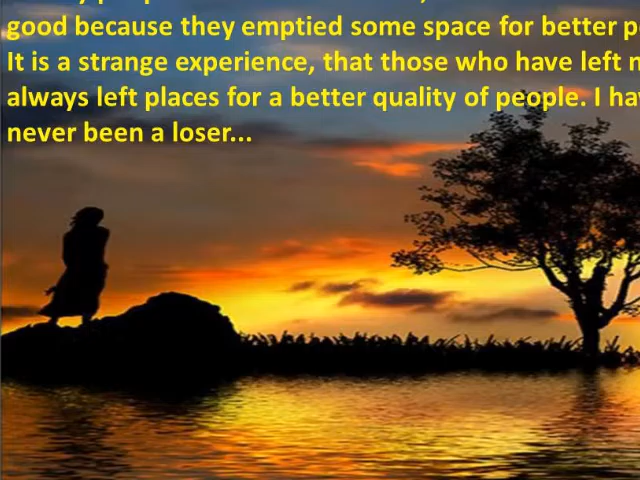 good because they emptied some space for better
It is a strange experience, that those who have left
always left places for a better quality of people. I
never been a loser...